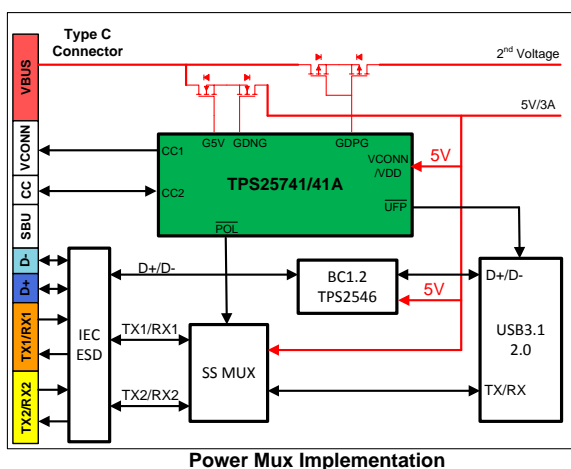 Type C
Connector
2nd Voltage
5V/3A
VBUS
VCONN
CC
SBU
D-
D+
TX1/RX1
TX2/RX2
G5V
GDNG
GDPG
CC1
CC2
VCONN
/VDD
TPS25741/41A
UFP
POL
5V
D+/D-
BC1.2
TPS2546
5V
D+/D-
USB3.1
2.0
TX/RX
IEC
ESD
TX1/RX1
TX2/RX2
SS MUX
Power Mux Implementation